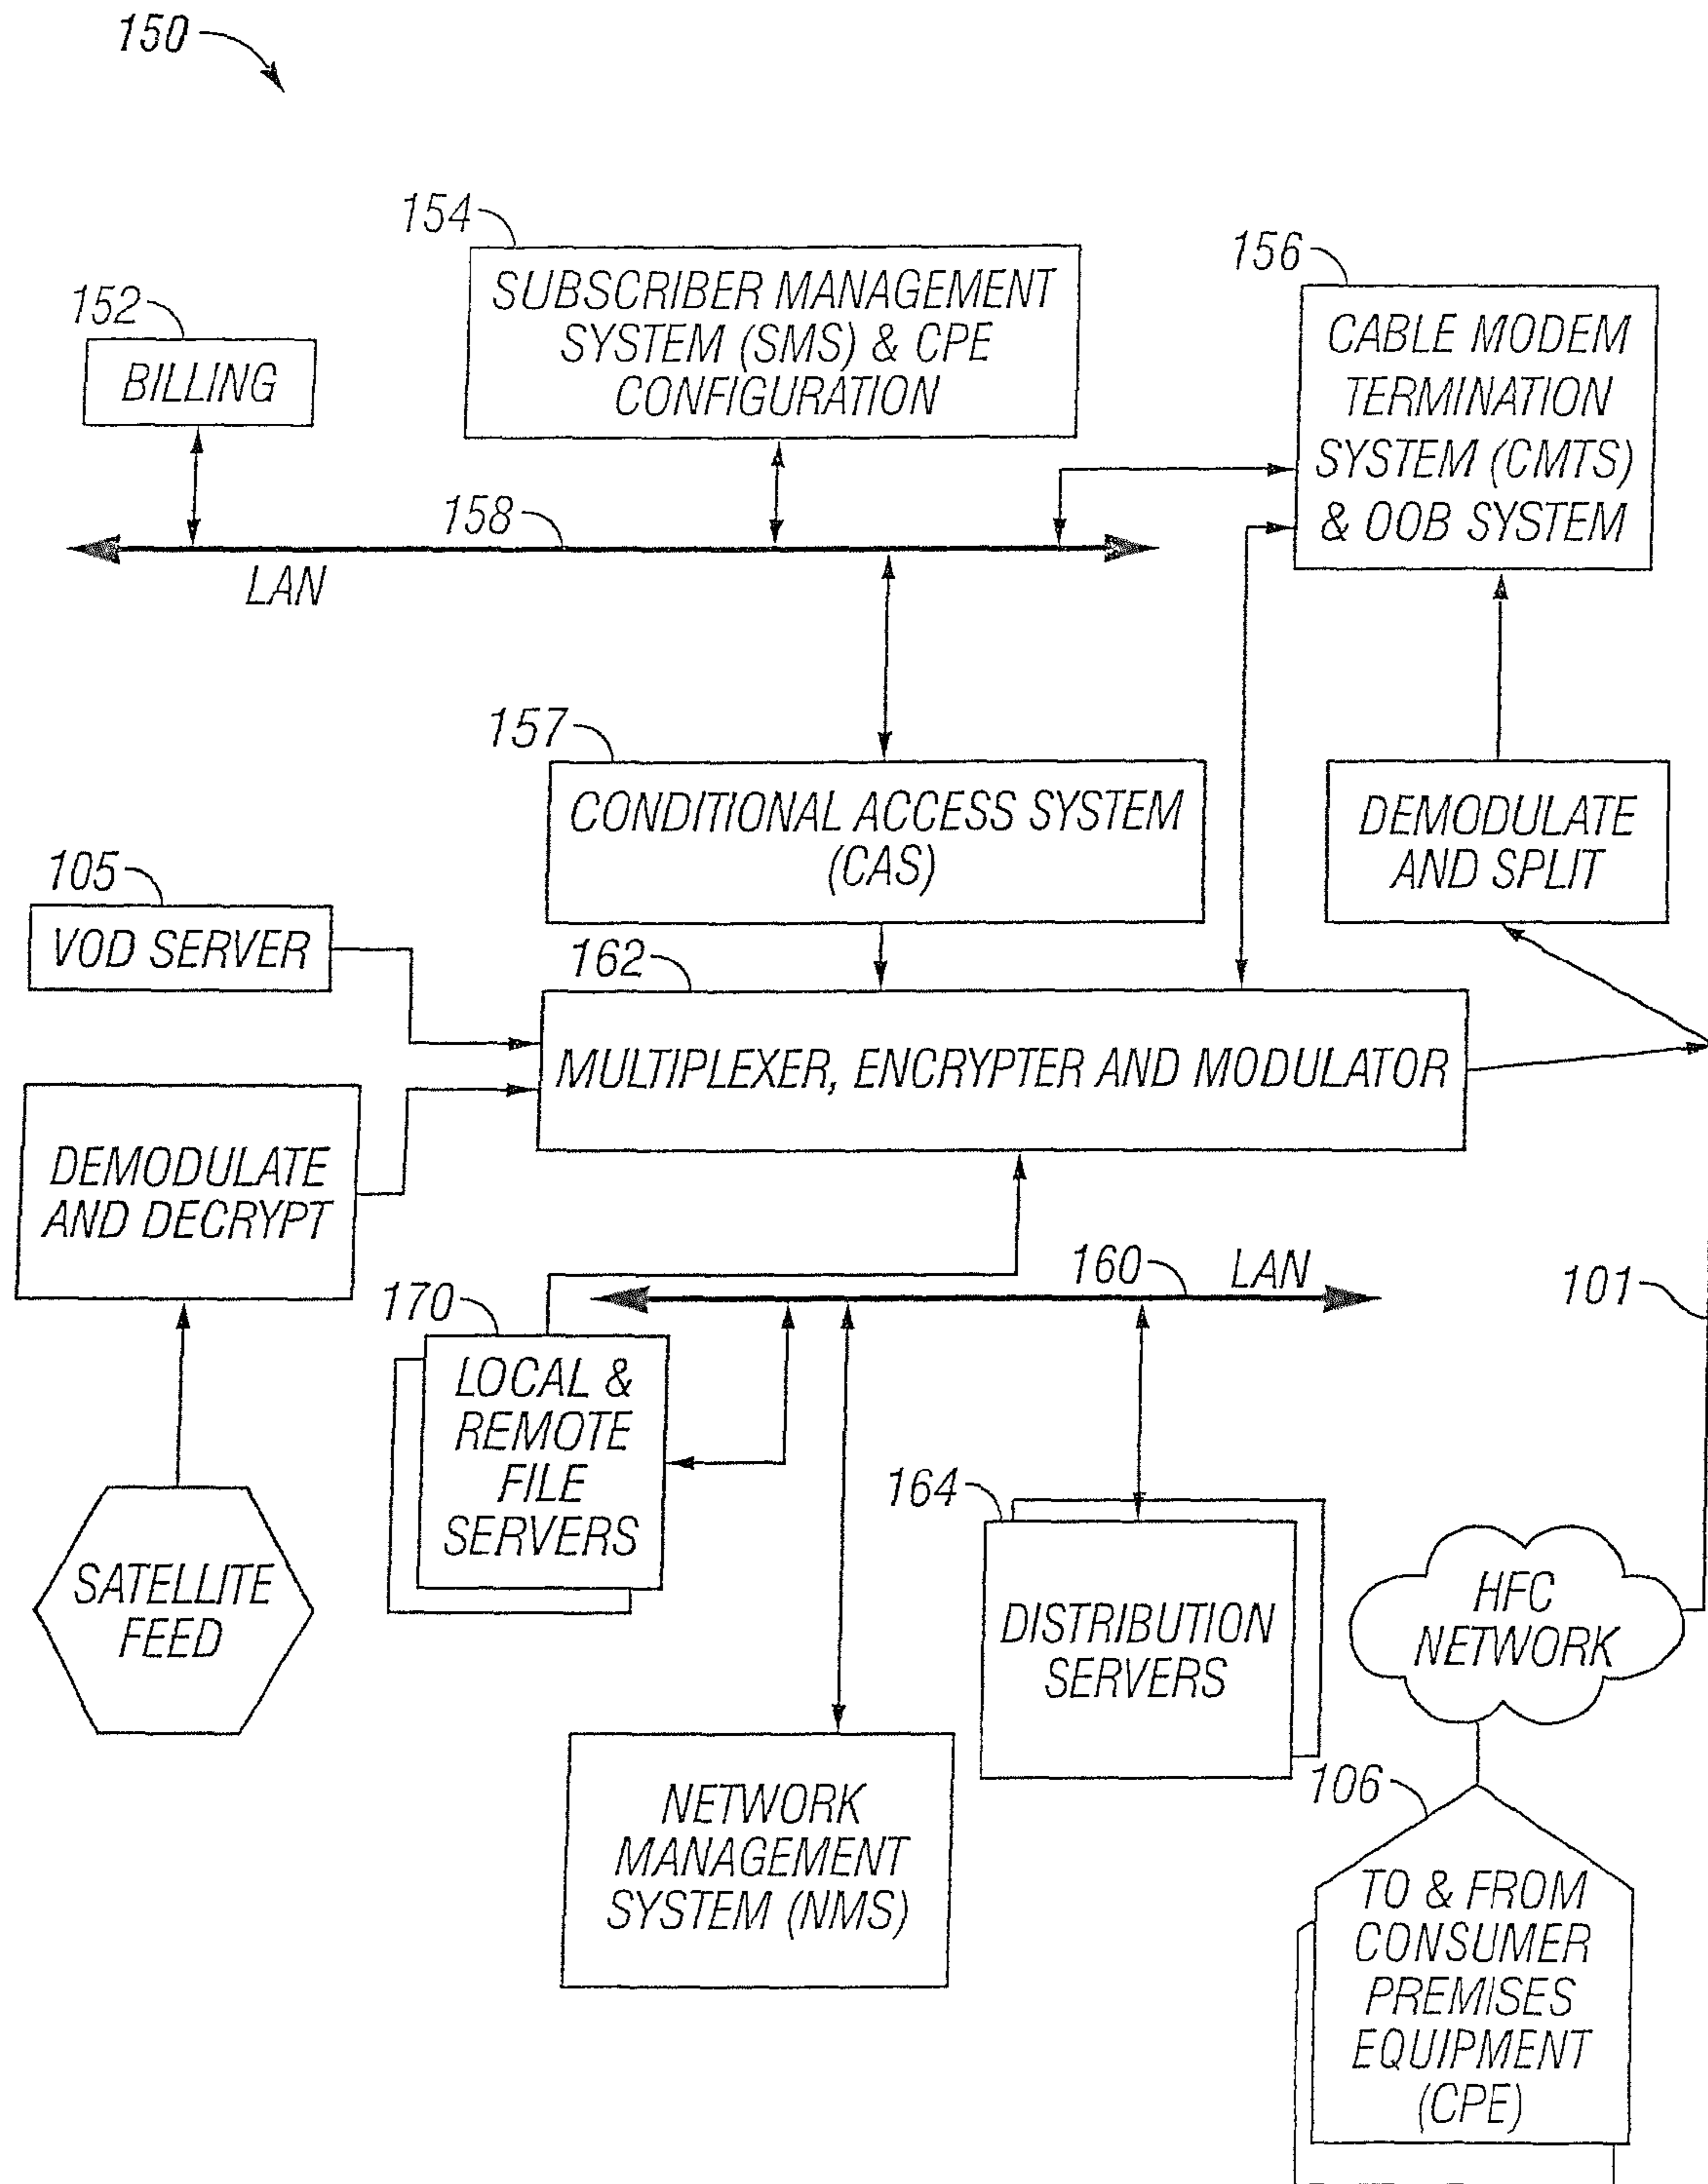 150
154
SUBSCRIBER MANAGEMENT
SYSTEM (SMS) & CPE
CONFIGURATION
156
CABLE MODEM
TERMINATION
SYSTEM (CMTS)
& OOB SYSTEM
152
BILLING
158
LAN
157
CONDITIONAL ACCESS SYSTEM
(CAS)
DEMODULATE
AND SPLIT
105
VOD SERVER
162
MULTIPLEXER, ENCRYPTER AND MODULATOR
DEMODULATE
AND DECRYPT
160
LAN
101
170
LOCAL &
REMOTE
FILE
SERVERS
164
DISTRIBUTION
SERVERS
SATELLITE
FEED
HFC
NETWORK
NETWORK
MANAGEMENT
SYSTEM (NMS)
106
TO & FROM
CONSUMER
PREMISES
EQUIPMENT
(CPE)